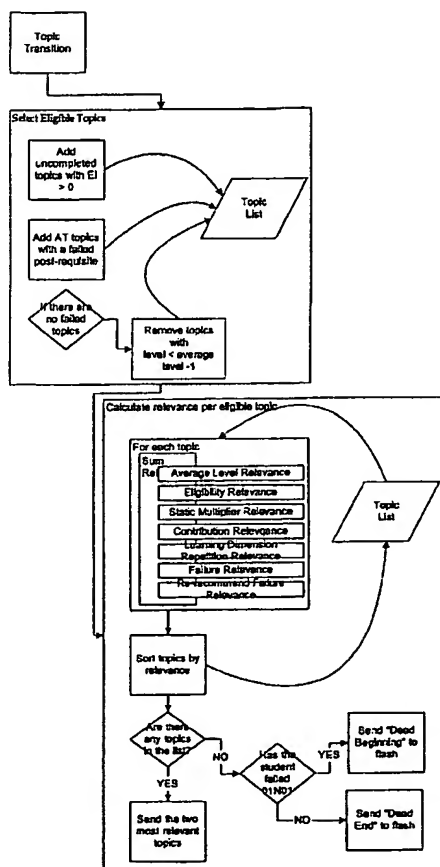 Topic
Transition
Select Eligible Topics
Add
uncompleted
topics with EI
> 0
Add AT topics
with a failed
post-requisite
Topic
List
If there are
no failed
topics
Remove topics
with
level < average
level -1
Calculate relevance per eligible topic
For each topic
Sum
Average Level Relevance
Eligibility Relevance
Static Multiplier Relevance
Contribution Relevance
Learning Dimension
Repetition Relevance
Failure Relevance
Re-recommend Failure
Relevance
Topic
List
Sort topics by
relevance
Are there
any topics
in the list?
NO
Has the
student
failed
01N01
YES
Send "Dead
Beginning" to
flash
YES
NO
Send "Dead
End" to flash
Send the two
most relevant
topics